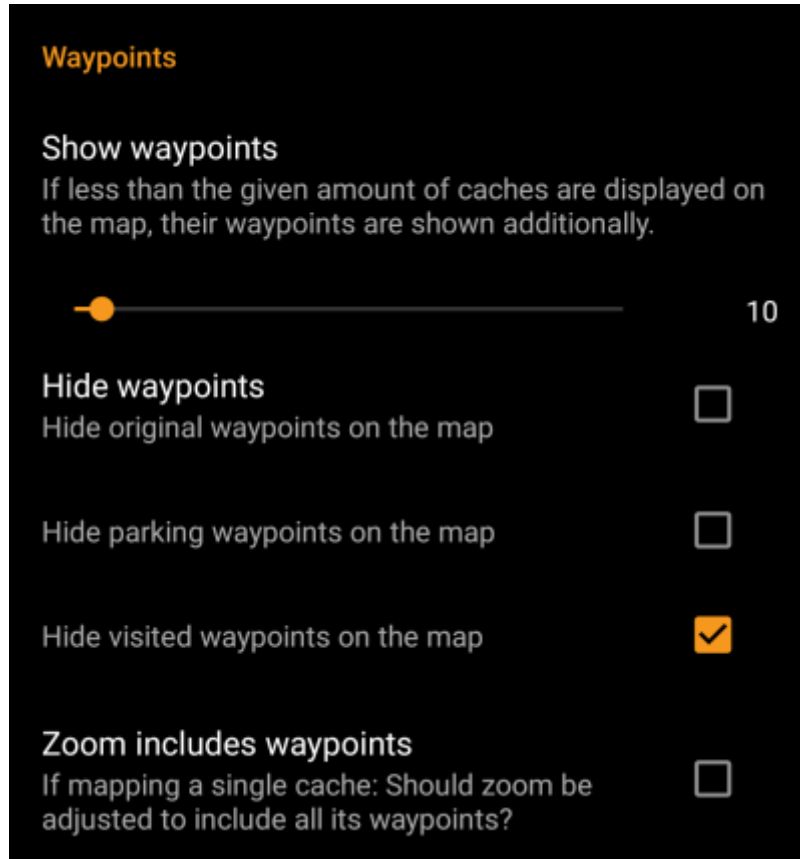 Waypoints
Show waypoints
If less than the given amount of caches are displayed on
the map, their waypoints are shown additionally.
10
Hide waypoints
Hide original waypoints on the map
Hide parking waypoints on the map
Hide visited waypoints on the map
Zoom includes waypoints
If mapping a single cache: Should zoom be
adjusted to include all its waypoints?